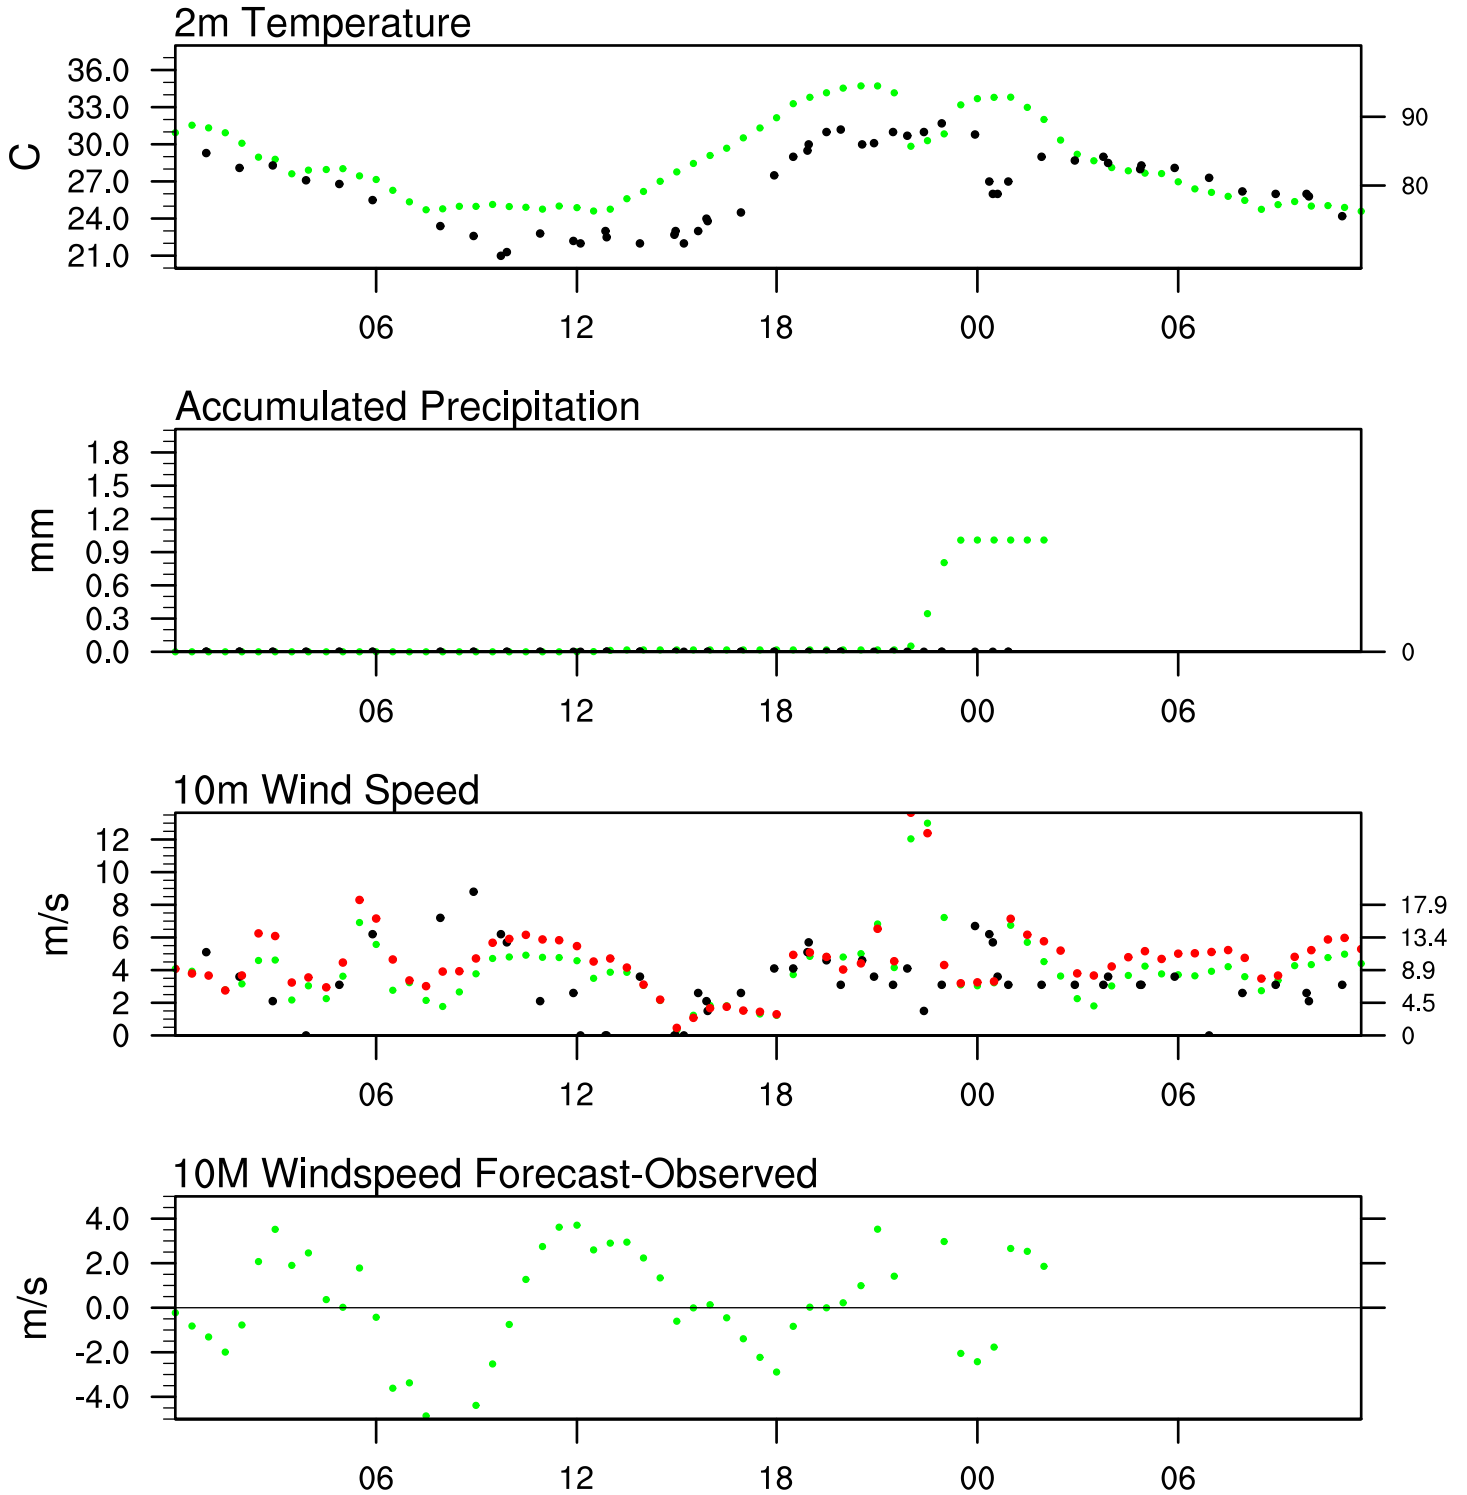 2m Temperature
36.0
33.0
30.0
27.0
24.0
21.0
C
90
80
06 12 18 00 06
Accumulated Precipitation
1.8
1.5
1.2
0.9
0.6
0.3
0.0
mm
0
06 12 18 00 06
10m Wind Speed
12
10
8
6
4
2
0
m/s
17.9
13.4
8.9
4.5
0
06 12 18 00 06
10M Windspeed Forecast-Observed
4.0
2.0
0.0
-2.0
-4.0
m/s
06 12 18 00 06